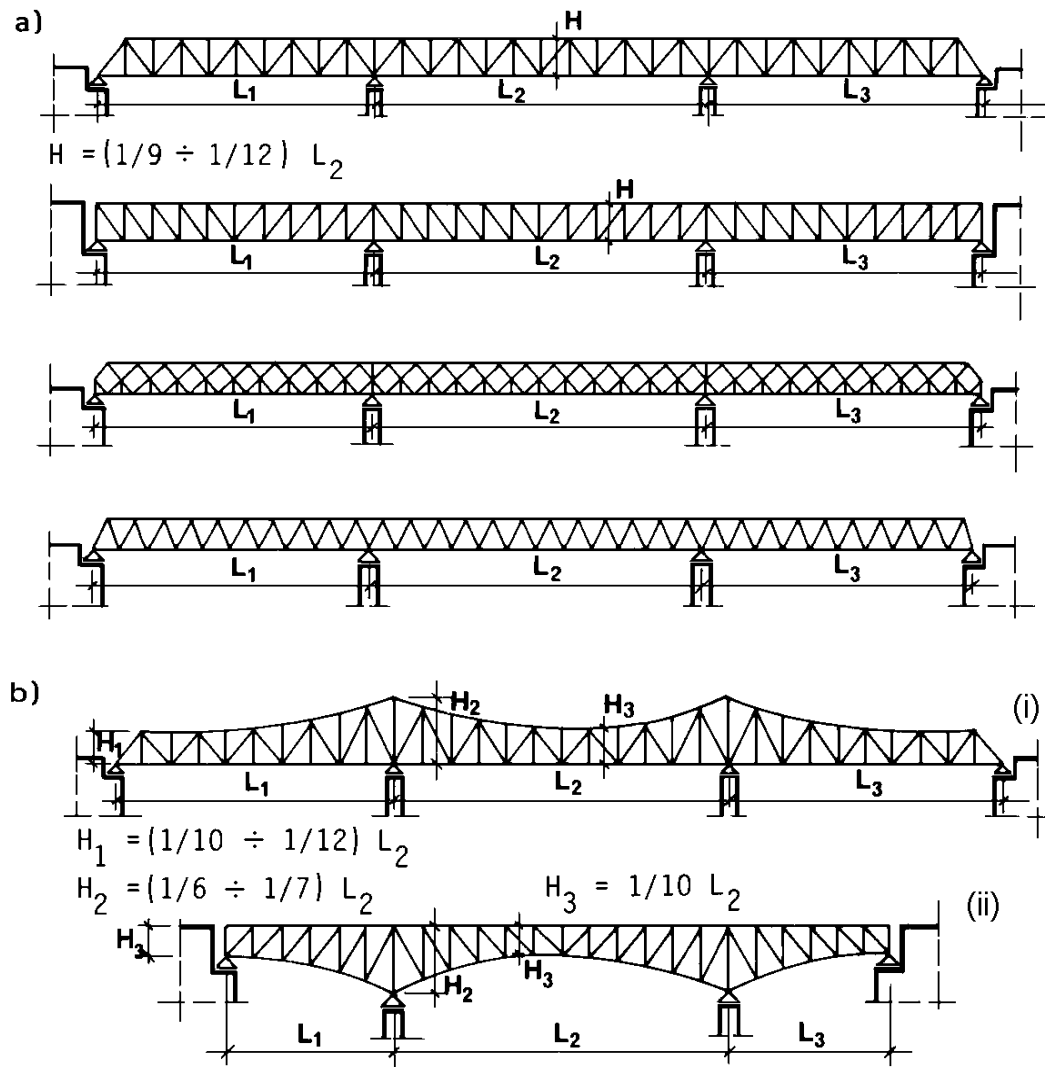 a)
H
L₁ L₂ L₃
H = (1/9 ÷ 1/12) L₂
H
L₁ L₂ L₃
L₁ L₂ L₃
L₁ L₂ L₃
b)
H₂ H₃ (i)
H₁
L₁ L₂ L₃
H₁ = (1/10 ÷ 1/12) L₂
H₂ = (1/6 ÷ 1/7) L₂ H₃ = 1/10 L₂
(ii)
H₃
H₂ H₃
L₁ L₂ L₃